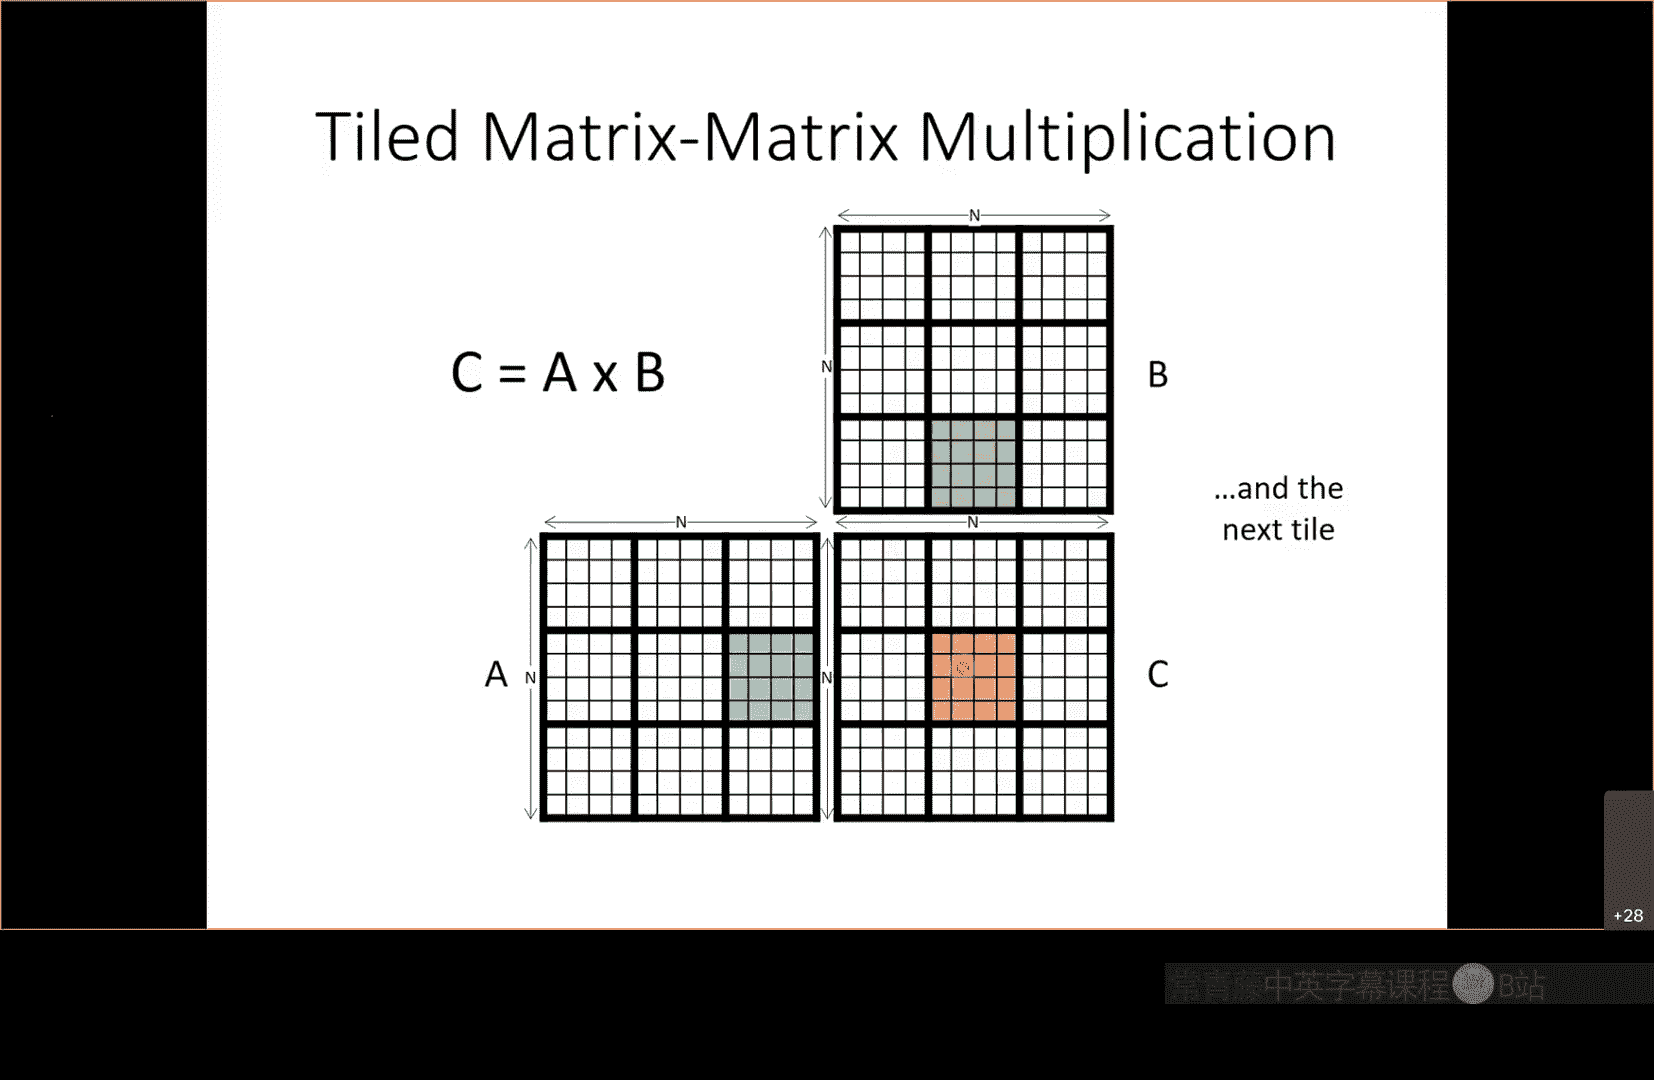 Tiled Matrix-Matrix Multiplication
N
N
C = A x B
B
...and the
next tile
N
N
A
N
N
C
+28
中英字幕课程
B站